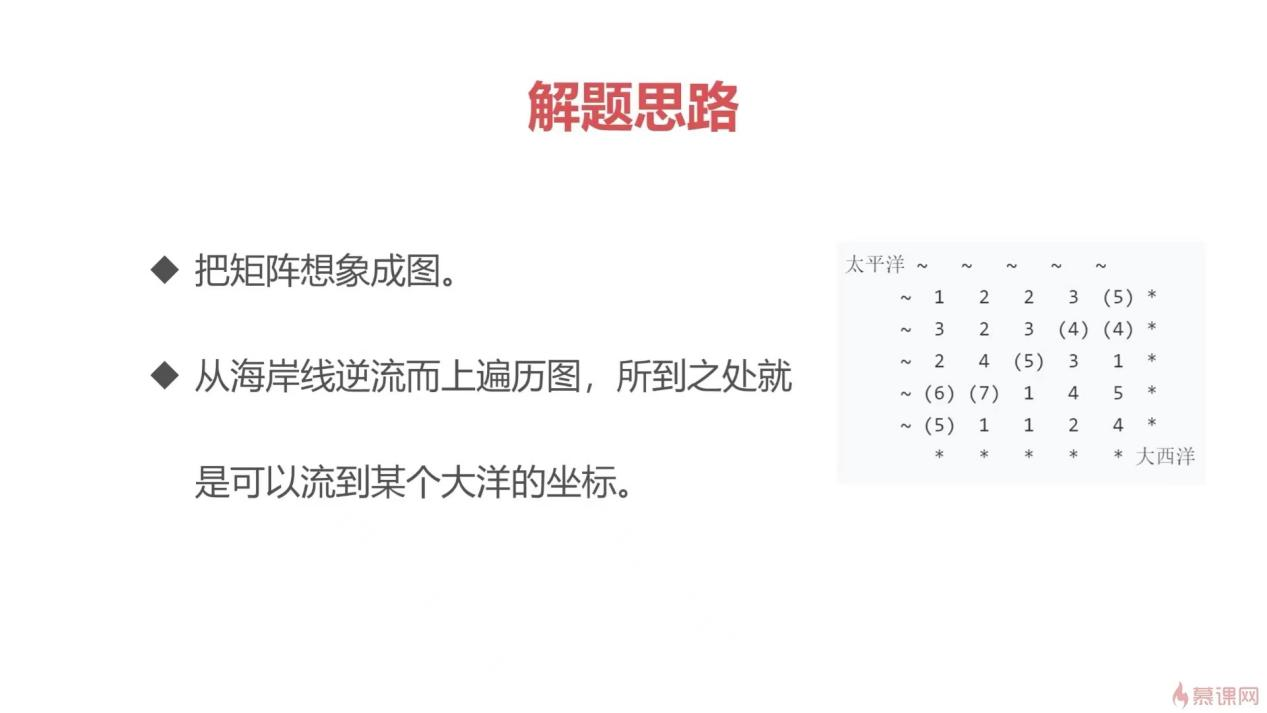 解题思路
◆ 把矩阵想象成图。
◆ 从海岸线逆流而上遍历图，所到之处就
是可以流到某个大洋的坐标。
太平洋 ~ ~ ~ ~ ~
~ 1 2 2 3 (5) *
~ 3 2 3 (4) (4) *
~ 2 4 (5) 3 1 *
~ (6) (7) 1 4 5 *
~ (5) 1 1 2 4 *
* * * * * 大西洋
慕课网